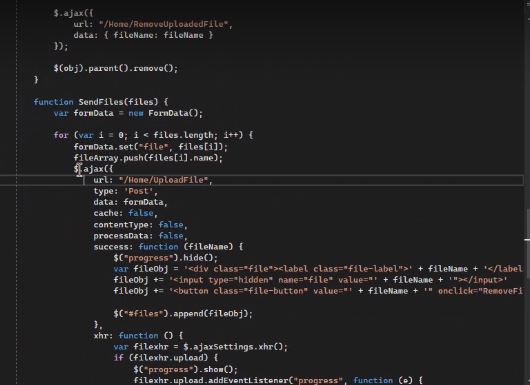 $.ajax({
url: "/Home/RemoveUploadedFile",
data: { fileName: fileName }
});
$(obj).parent().remove();
}
function SendFiles(files) {
var formData = new FormData();
for (var i = 0; i < files.length; i++) {
formData.set("file", files[i]);
fileArray.push(files[i].name);
$.ajax({
url: "/Home/UploadFile",
type: 'Post',
data: formData,
cache: false,
contentType: false,
processData: false,
success: function (fileName) {
$("progress").hide();
var fileObj = '<div class="file"><label class="file-label">' + fileName + '</label
fileObj += '<input type="hidden" name="file" value="' + fileName + '"></input>'
fileObj += '<button class="file-button" value="' + fileName + '" onclick="RemoveFi
$("#files").append(fileObj);
},
xhr: function () {
var filexhr = $.ajaxSettings.xhr();
if (filexhr.upload) {
$("progress").show();
filexhr.upload.addEventListener("progress", function (e) {